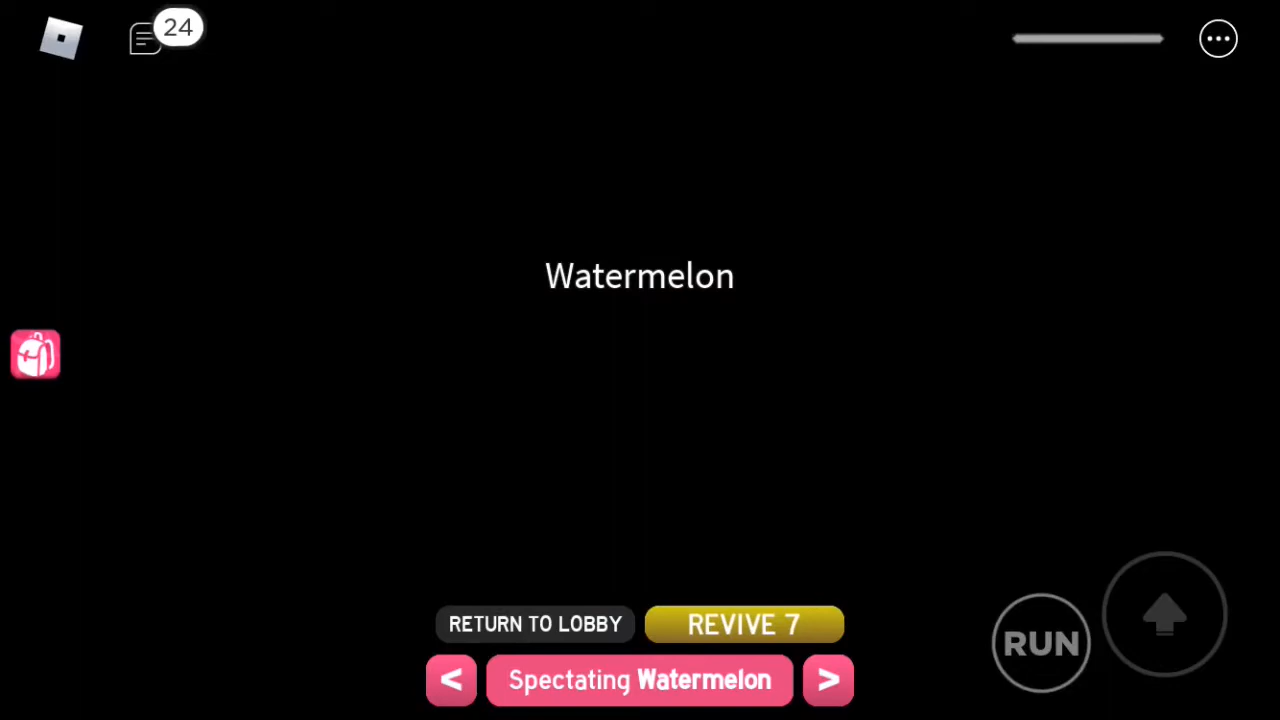 24
Watermelon
RETURN TO LOBBY
REVIVE 7
RUN
< Spectating Watermelon >